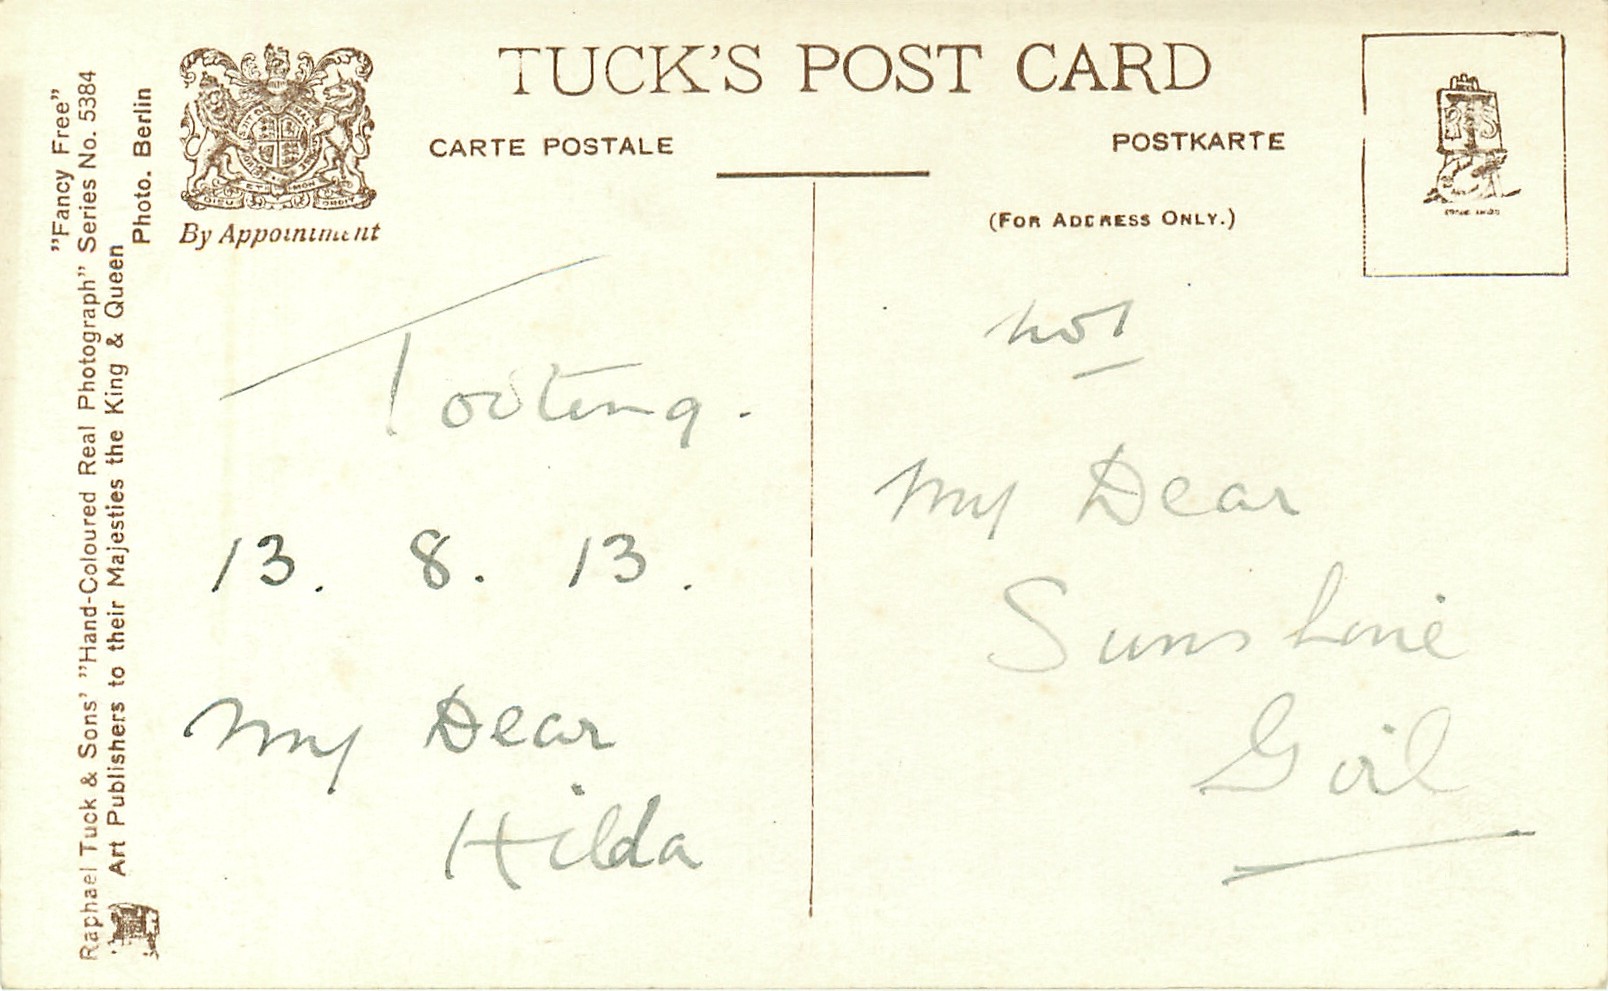 TUCK'S POST CARD
CARTE POSTALE
POSTKARTE
(FOR ADDRESS ONLY.)
By Appointment
"Fancy Free"
Raphael Tuck & Sons' "Hand-Coloured Real Photograph" Series No. 5384
Art Publishers to their Majesties the King & Queen
Photo. Berlin
Tooting.
13. 8. 13.
My Dear
Hilda
not
My Dear
Sunshine
Girl